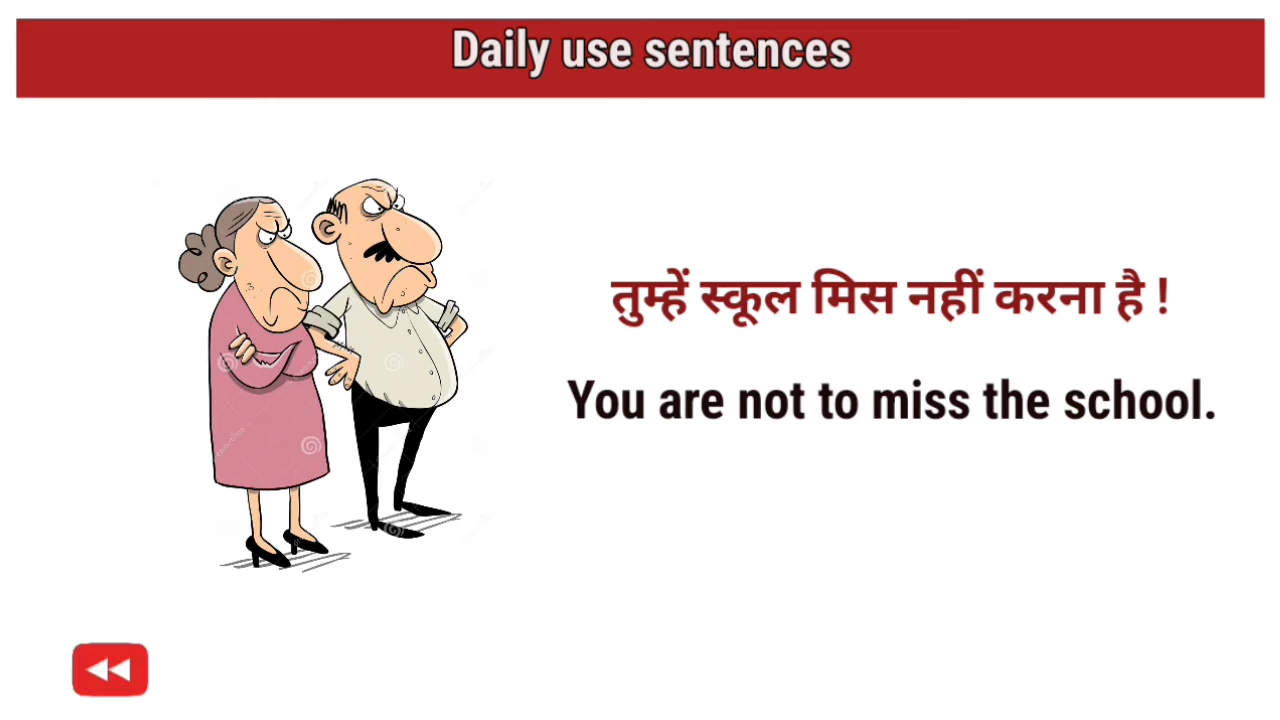 Daily use sentences
तुम्हें स्कूल मिस नहीं करना है !
You are not to miss the school.